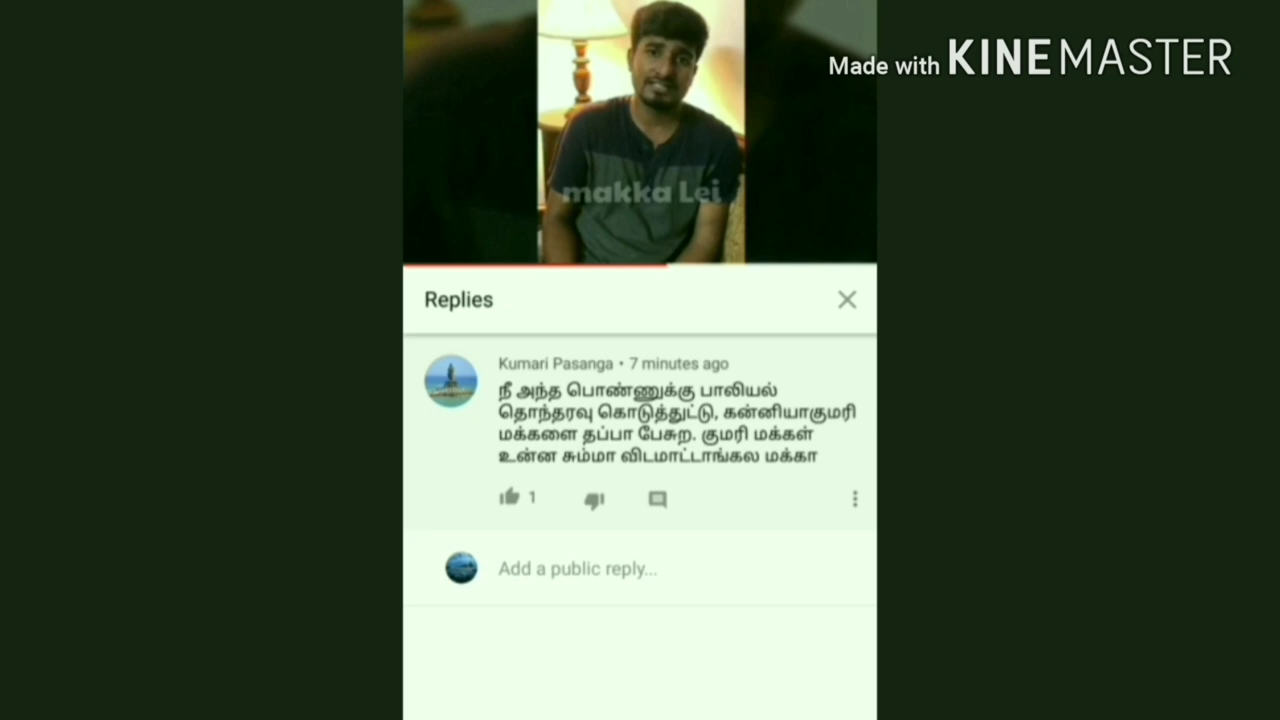 Made with KINEMASTER
makka Lei
Replies
Kumari Pasanga • 7 minutes ago
நீ அந்த பொண்ணுக்கு பாலியல்
தொந்தரவு கொடுத்துட்டு, கன்னியாகுமரி
மக்களை தப்பா பேசுற. குமரி மக்கள்
உன்ன சும்மா விடமாட்டாங்கல மக்கா
1
Add a public reply...